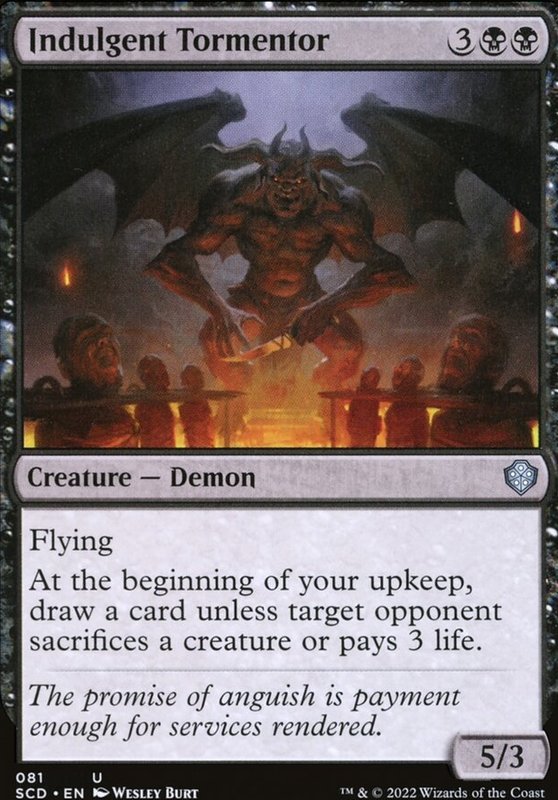 Indulgent Tormentor 3
Creature — Demon
Flying
At the beginning of your upkeep,
draw a card unless target opponent
sacrifices a creature or pays 3 life.
The promise of anguish is payment
enough for services rendered.
5/3
081 U
SCD • EN Wesley Burt
™ & © 2022 Wizards of the Coast